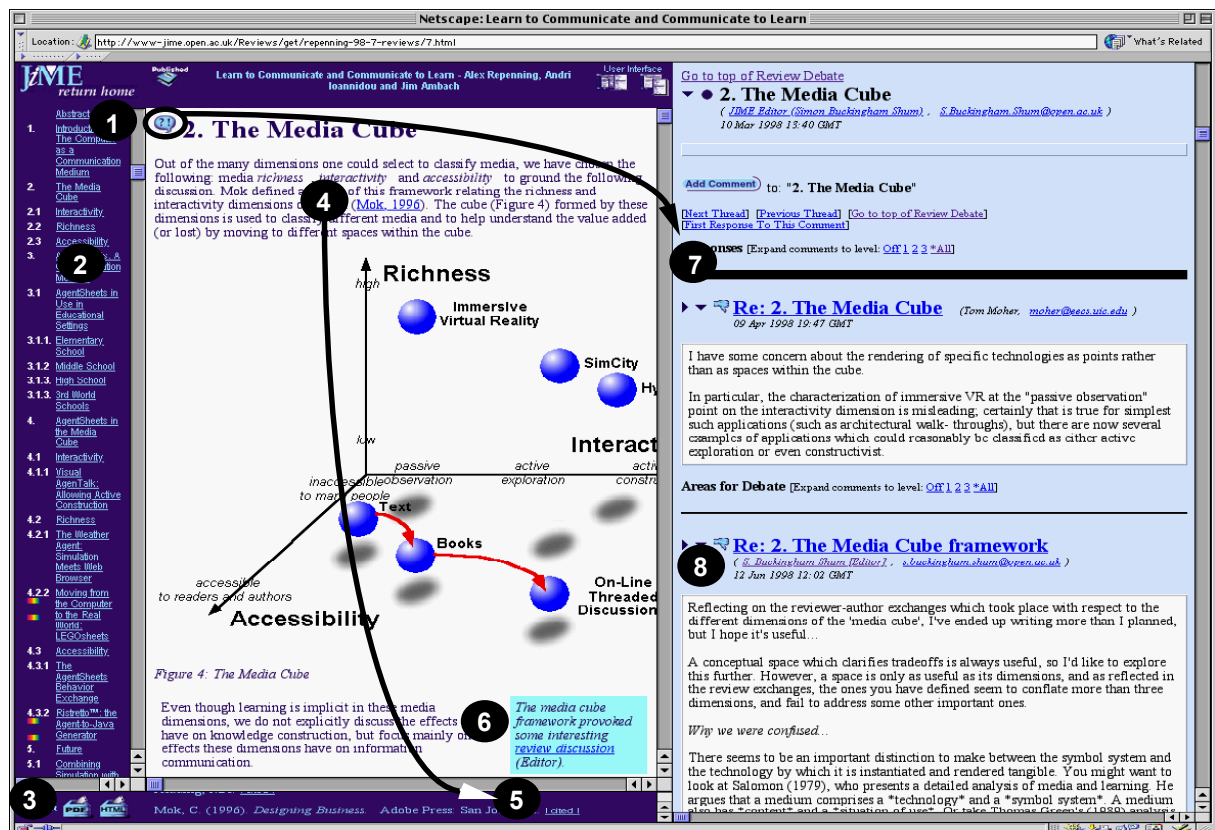 Netscape: Learn to Communicate and Communicate to Learn
Location: http://www-jime.open.ac.uk/Reviews/get/repenning-98-7-reviews/7.html
What's Related
JiME
return home
Published
Learn to Communicate and Communicate to Learn - Alex Repenning, Andri
Ioannidou and Jim Ambach
User Interface
1
2
3
Abstract
1.
The
as a
Communication
Medium
2. The Media
Cube
2.1 Interactivity
2.2 Richness
2.3 Accessibility
3.
3.1 AgentSheets in
Use in
Educational
Settings
3.1.1. Elementary
School
3.1.2 Middle School
3.1.3. High School
3.1.3. 3rd World
Schools
4. AgentSheets in
the Media
Cube
4.1 Interactivity
4.1.1 Visual
AgenTalk:
Allowing Active
Construction
4.2 Richness
4.2.1 The Weather
Agent:
Simulation
Meets Web
Browser
4.2.2 Moving from
the Computer
to the Real
World:
LEGOsheets
4.3 Accessibility
4.3.1 The
AgentSheets
Behavior
Exchange
4.3.2 Ristretto™: the
Agent-to-Java
Generator
5. Future
5.1 Combining
Simulation with
PDF HTML
?!
2. The Media Cube
Out of the many dimensions one could select to classify media, we have chosen the
following: media richness, interactivity and accessibility to ground the following
discussion. Mok defined a of this framework relating the richness and
interactivity dimensions (Mok, 1996). The cube (Figure 4) formed by these
dimensions is used to classify different media and to help understand the value added
(or lost) by moving to different spaces within the cube.
4
Richness
high
Immersive
Virtual Reality
SimCity
Hy
low
Interact
passive
observation
active
exploration
acti
constru
inaccessible
to many people
Text
Books
On-Line
Threaded
Discussion
accessible
to readers and authors
Accessibility
Figure 4: The Media Cube
Even though learning is implicit in these media
dimensions, we do not explicitly discuss the effects
have on knowledge construction, but focus mainly on
effects these dimensions have on information
communication.
6
The media cube
framework provoked
some interesting
review discussion
(Editor).
Mok, C. (1996). Designing Business. Adobe Press: San Jo [cited]
5
Go to top of Review Debate
2. The Media Cube
( JIME Editor (Simon Buckingham Shum) , S.Buckingham.Shum@open.ac.uk )
10 Mar 1998 13:40 GMT
Add Comment to: "2. The Media Cube"
[Next Thread] [Previous Thread] [Go to top of Review Debate]
[First Response To This Comment]
7
onses [Expand comments to level: Off 1 2 3 *All]
Re: 2. The Media Cube (Tom Moher, moher@eecs.uic.edu )
09 Apr 1998 19:47 GMT
I have some concern about the rendering of specific technologies as points rather
than as spaces within the cube.
In particular, the characterization of immersive VR at the "passive observation"
point on the interactivity dimension is misleading; certainly that is true for simplest
such applications (such as architectural walk- throughs), but there are now several
examples of applications which could reasonably be classified as either active
exploration or even constructivist.
Areas for Debate [Expand comments to level: Off 1 2 3 *All]
8
Re: 2. The Media Cube framework
( S. Buckingham Shum [Editor] , s.buckingham.shum@open.ac.uk )
12 Jun 1998 12:02 GMT
Reflecting on the reviewer-author exchanges which took place with respect to the
different dimensions of the 'media cube', I've ended up writing more than I planned,
but I hope it's useful...
A conceptual space which clarifies tradeoffs is always useful, so I'd like to explore
this further. However, a space is only as useful as its dimensions, and as reflected in
the review exchanges, the ones you have defined seem to conflate more than three
dimensions, and fail to address some other important ones.
Why we were confused...
There seems to be an important distinction to make between the symbol system and
the technology by which it is instantiated and rendered tangible. You might want to
look at Salomon (1979), who presents a detailed analysis of media and learning. He
argues that a medium comprises a *technology* and a *symbol system*. A medium
also has *content* and a *situation of use*. Or take Thomas Green's (1989) analysis